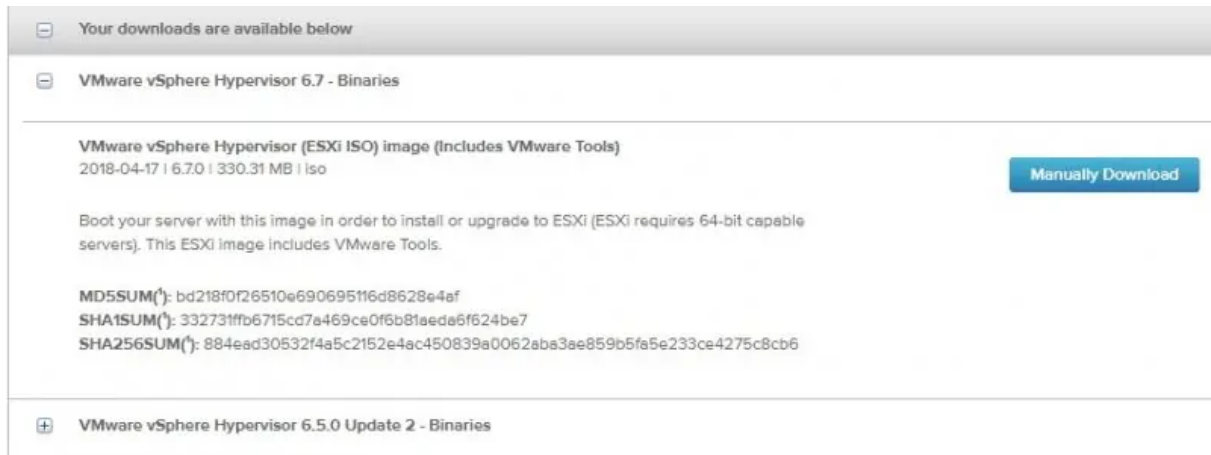 Your downloads are available below
VMware vSphere Hypervisor 6.7 - Binaries
VMware vSphere Hypervisor (ESXi ISO) image (Includes VMware Tools)
2018-04-17 | 6.7.0 | 330.31 MB | iso
Manually Download
Boot your server with this image in order to install or upgrade to ESXi (ESXi requires 64-bit capable
servers). This ESXi image includes VMware Tools.
MD5SUM(¹): bd218f0f26510e690695116d8628e4af
SHA1SUM(¹): 332731ffb6715cd7a469ce0f6b81aeda6f624be7
SHA256SUM(¹): 884ead30532f4a5c2152e4ac450839a0062aba3ae859b5fa5e233ce4275c8cb6
VMware vSphere Hypervisor 6.5.0 Update 2 - Binaries